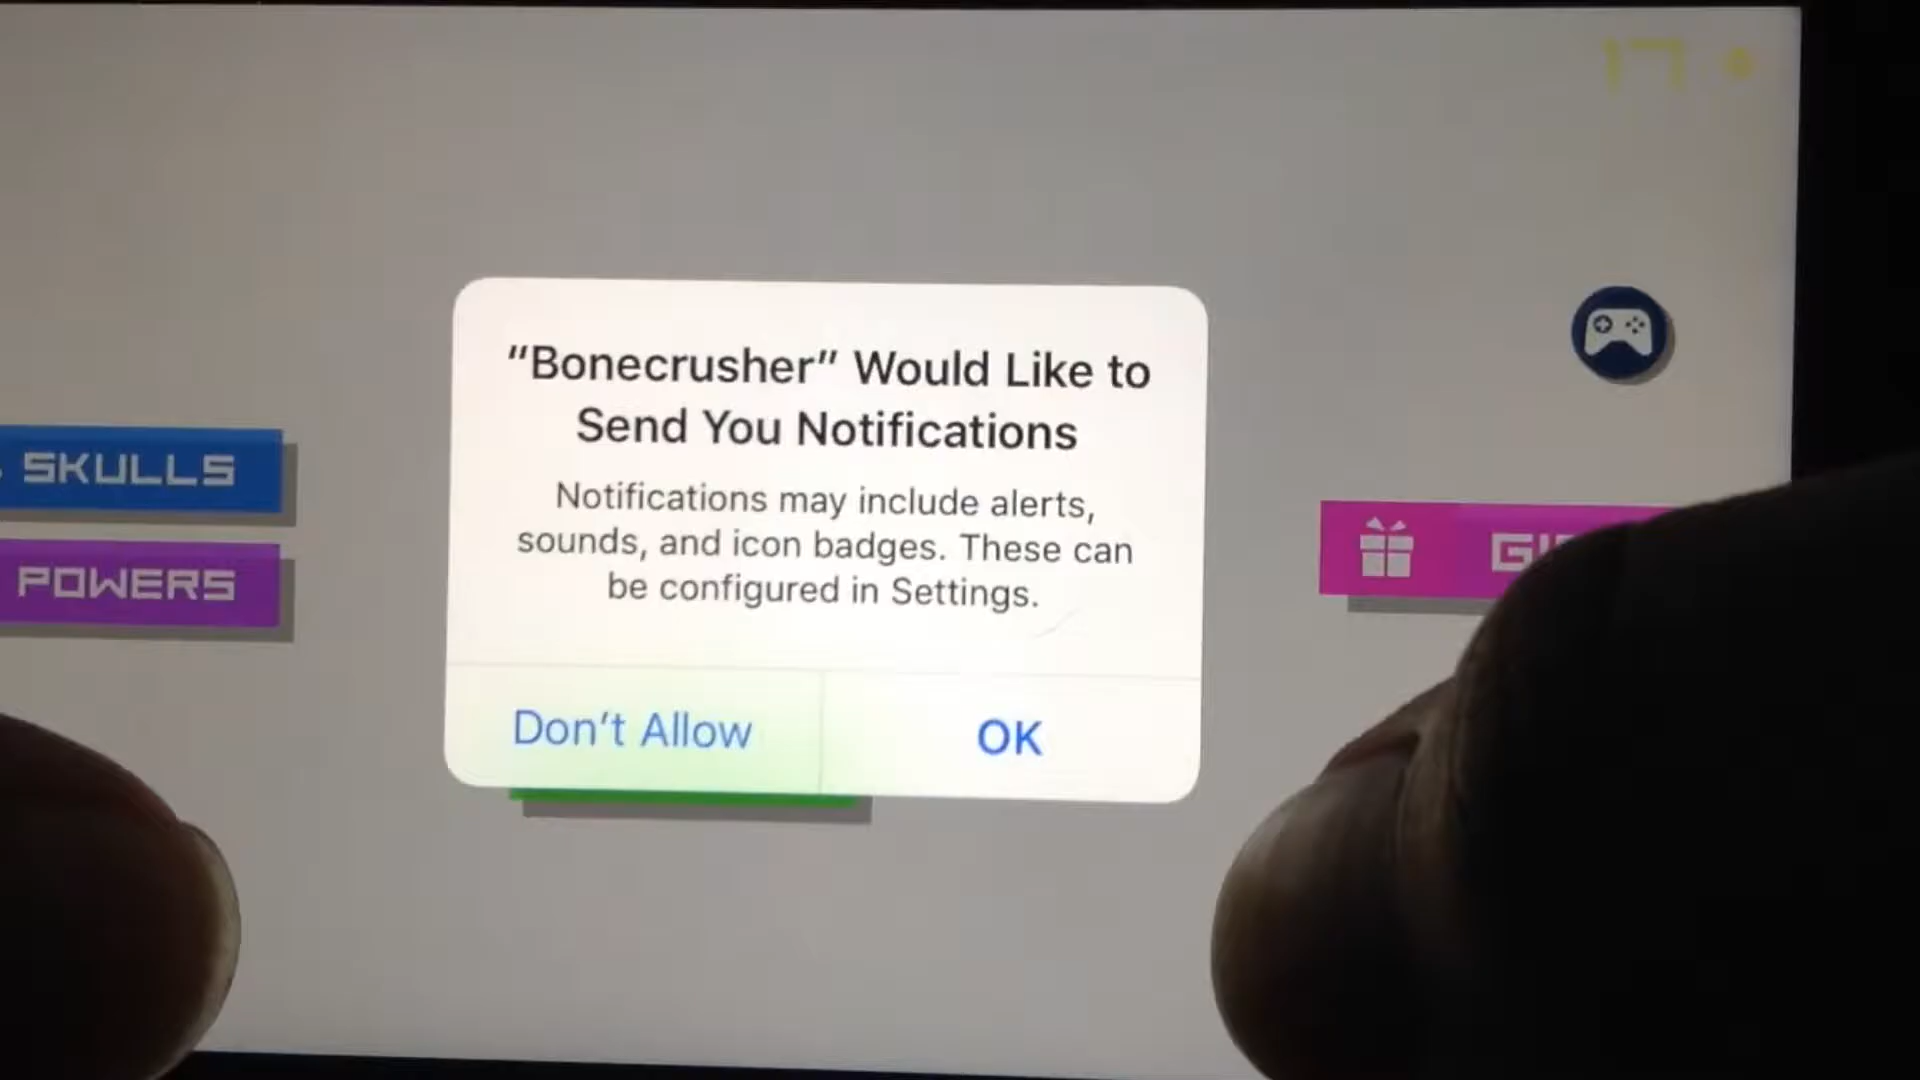 17
“Bonecrusher” Would Like to
Send You Notifications
Notifications may include alerts,
sounds, and icon badges. These can
be configured in Settings.
Don’t Allow
OK
SKULLS
POWERS